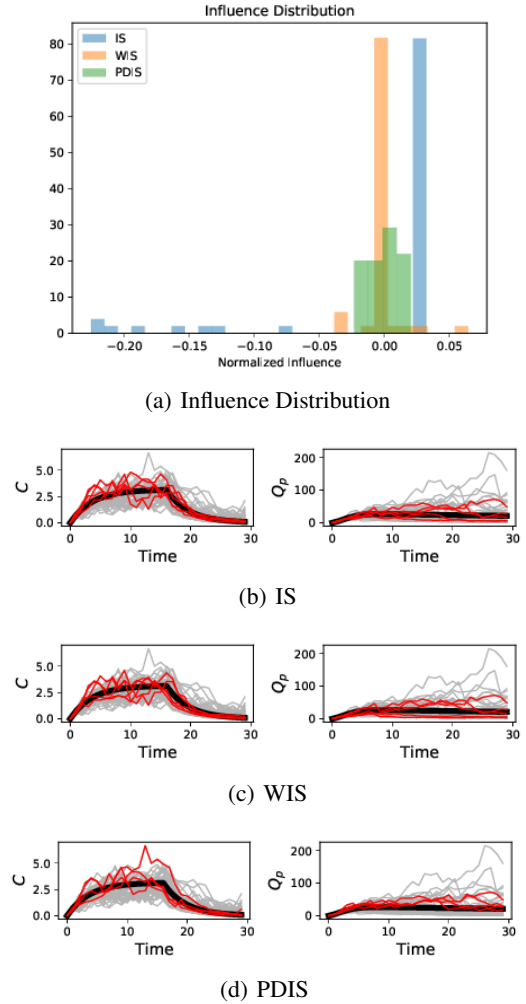 Influence Distribution
IS
WIS
PDIS
80
70
60
50
40
30
20
10
0
−0.20 −0.15 −0.10 −0.05 0.00 0.05
Normalized Influence
(a) Influence Distribution
C
5.0
2.5
0.0
0 10 20 30
Time
Qp
200
100
0
0 10 20 30
Time
(b) IS
C
5.0
2.5
0.0
0 10 20 30
Time
Qp
200
100
0
0 10 20 30
Time
(c) WIS
C
5.0
2.5
0.0
0 10 20 30
Time
Qp
200
100
0
0 10 20 30
Time
(d) PDIS